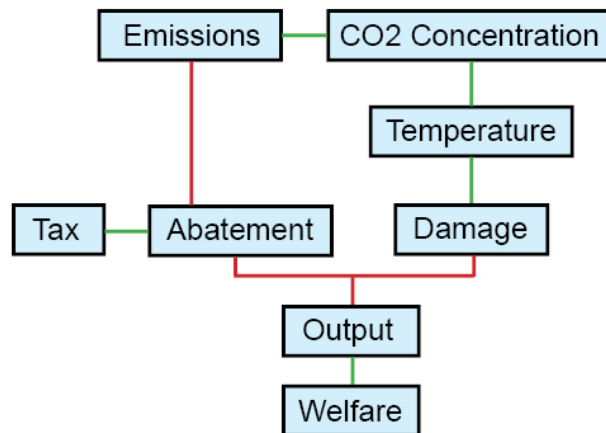 Emissions
CO2 Concentration
Temperature
Tax
Abatement
Damage
Output
Welfare